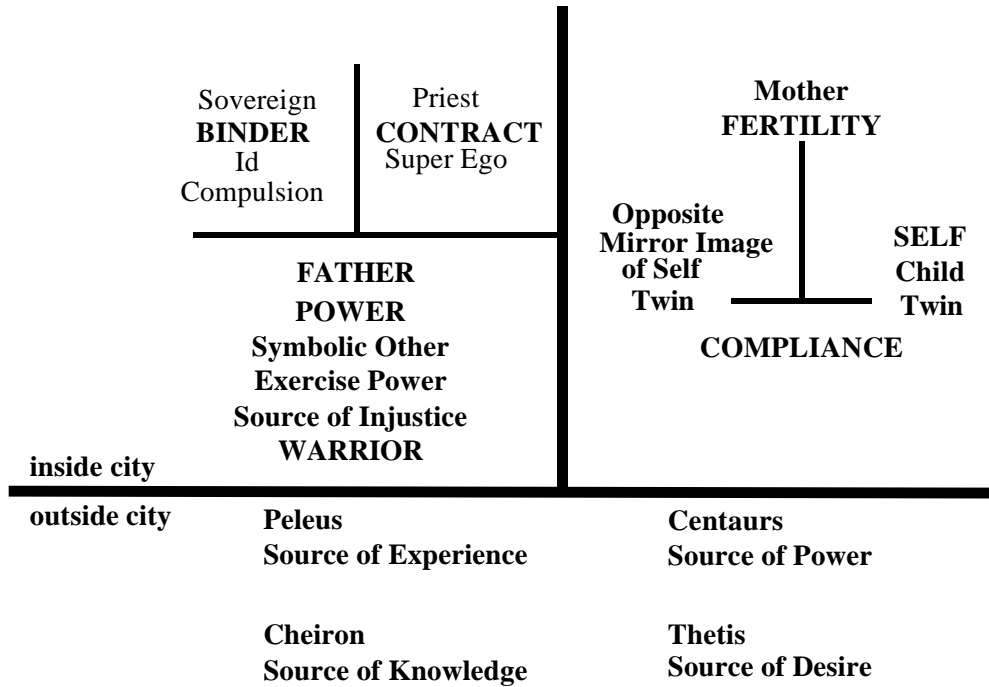 Sovereign
BINDER
Id
Compulsion
Priest
CONTRACT
Super Ego
Mother
FERTILITY
Opposite
Mirror Image
of Self
Twin
SELF
Child
Twin
COMPLIANCE
FATHER
POWER
Symbolic Other
Exercise Power
Source of Injustice
WARRIOR
inside city
outside city
Peleus
Source of Experience
Centaurs
Source of Power
Cheiron
Source of Knowledge
Thetis
Source of Desire